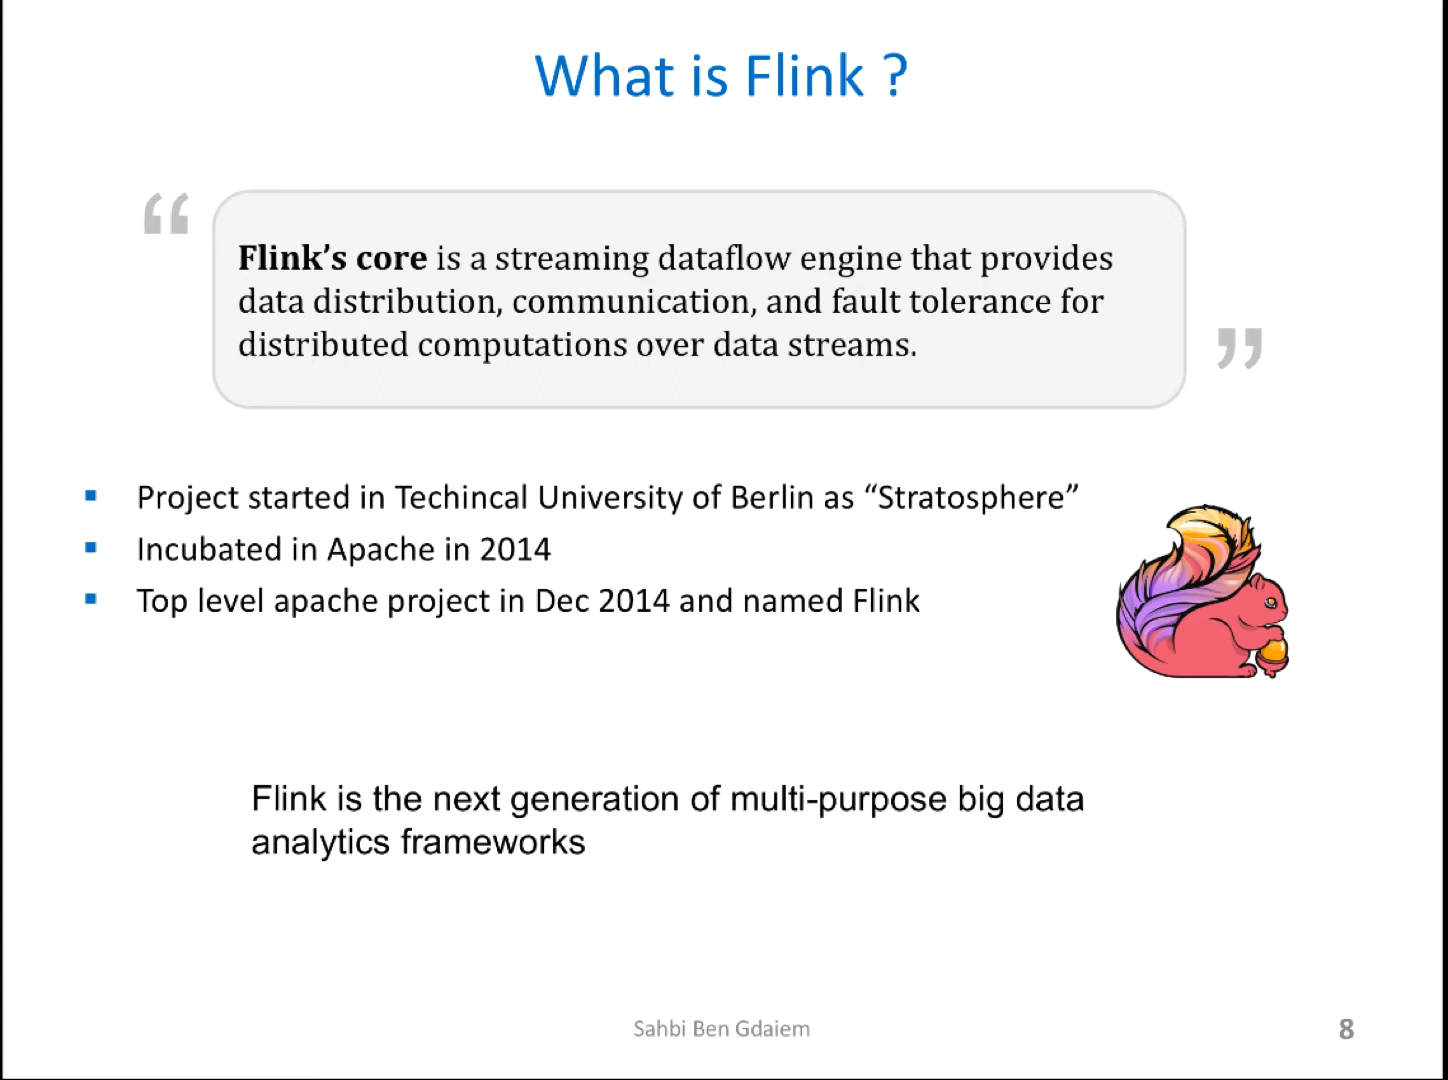 What is Flink ?
“
Flink’s core is a streaming dataflow engine that provides
data distribution, communication, and fault tolerance for
distributed computations over data streams.
”
▪ Project started in Techincal University of Berlin as “Stratosphere”
▪ Incubated in Apache in 2014
▪ Top level apache project in Dec 2014 and named Flink
Flink is the next generation of multi-purpose big data
analytics frameworks
Sahbi Ben Gdaiem
8